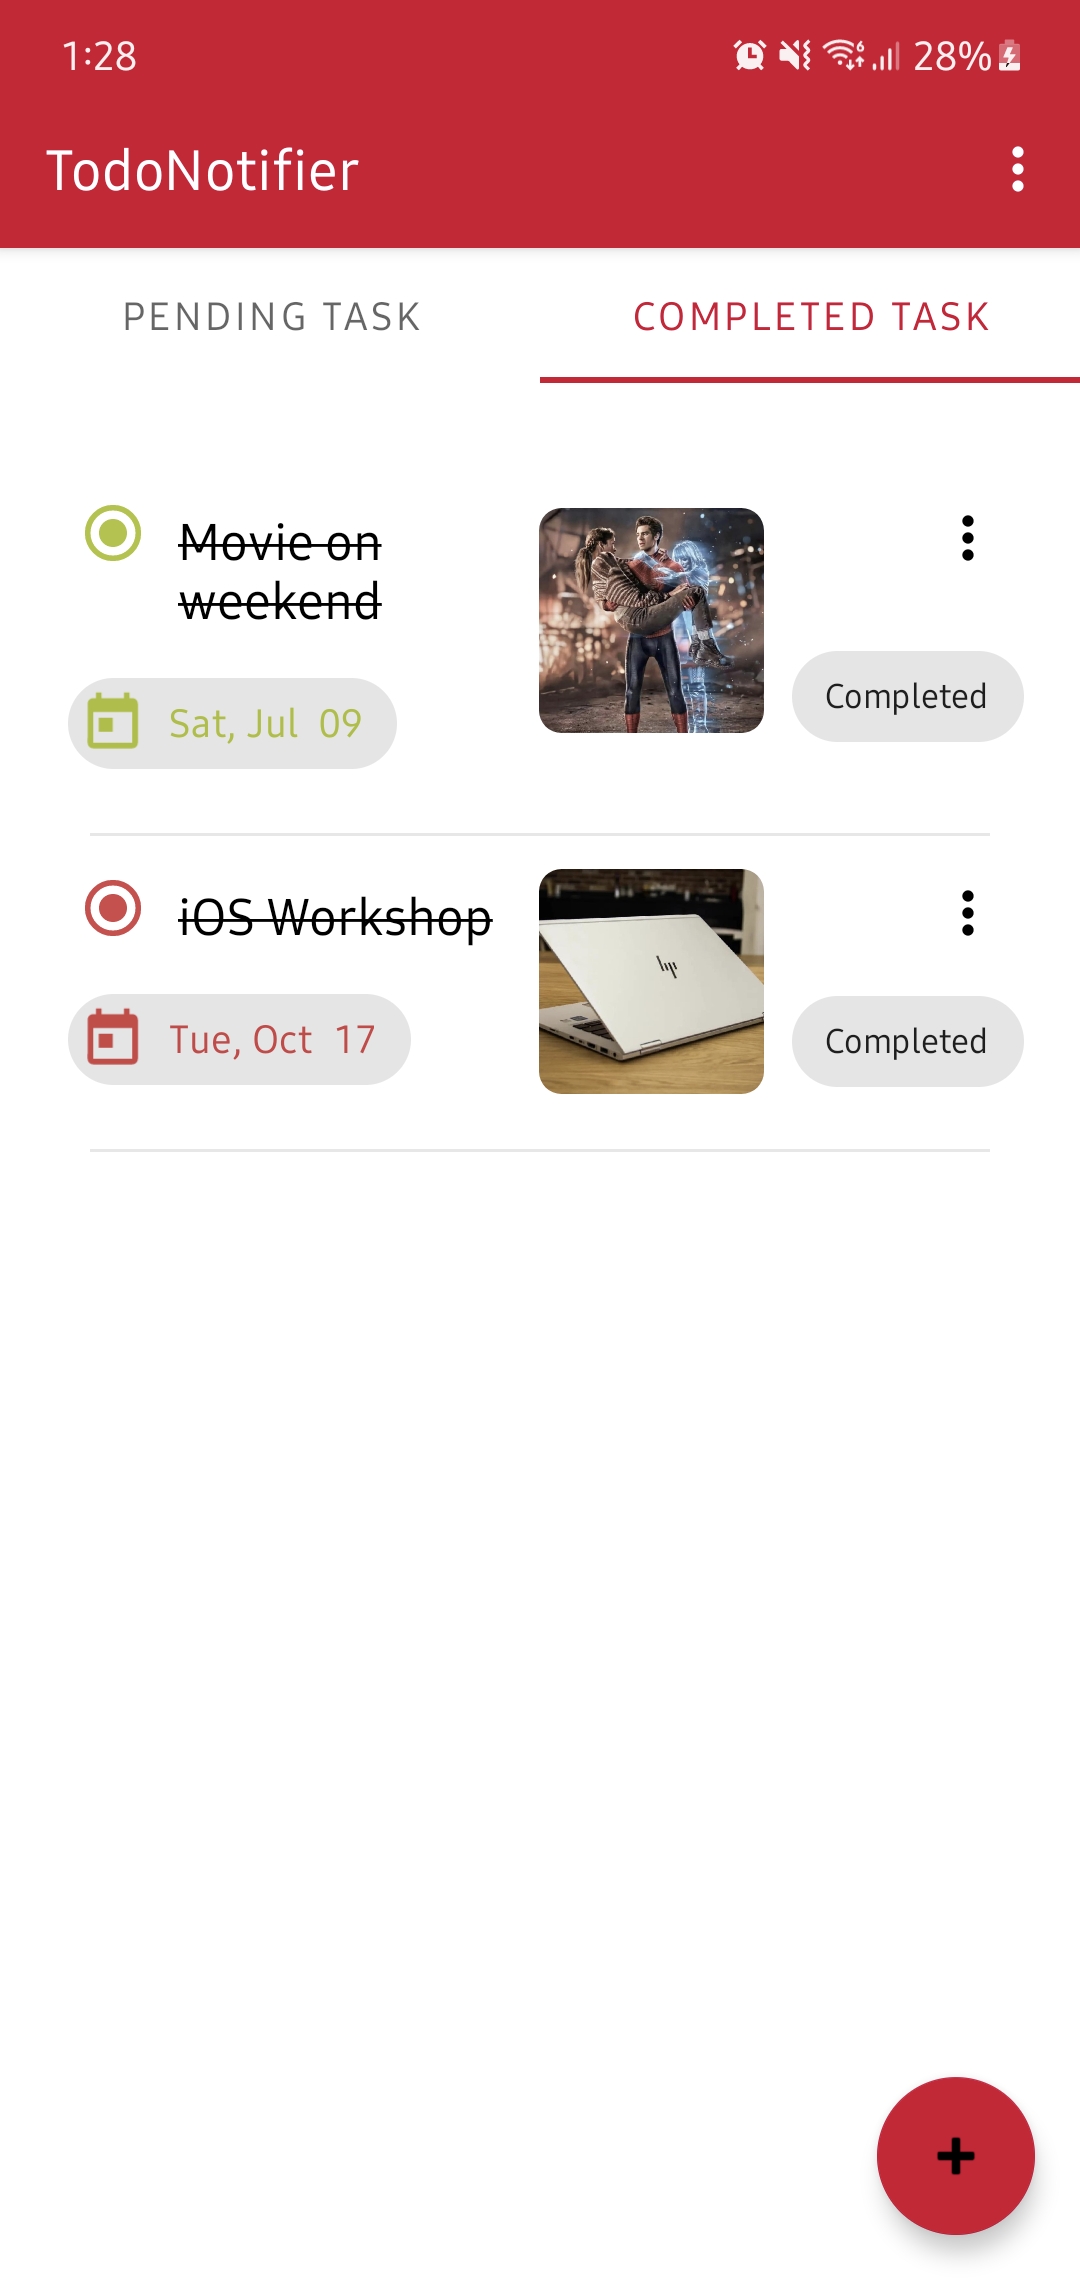 1:28
28%
TodoNotifier
PENDING TASK
COMPLETED TASK
Movie on
weekend
Sat, Jul 09
Completed
iOS Workshop
hp
Tue, Oct 17
Completed